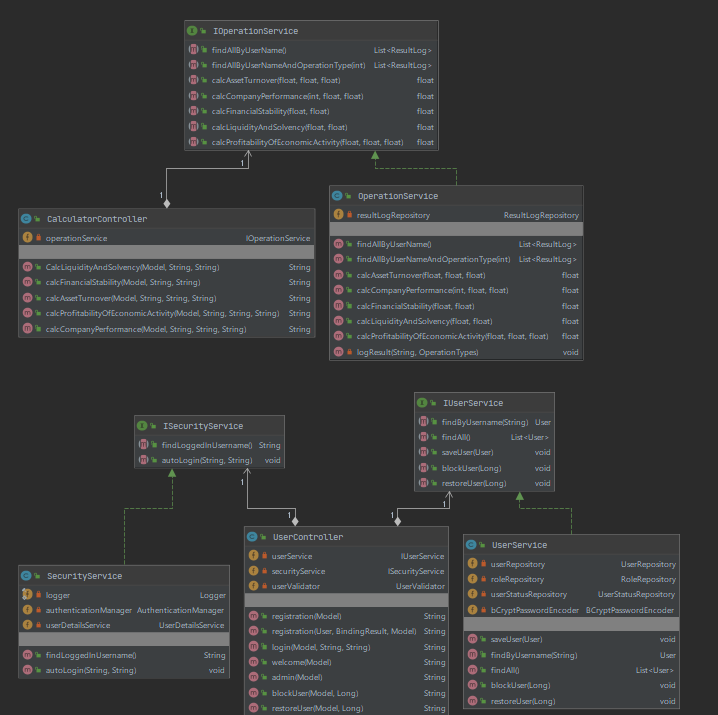 IOperationService
findAllByUserName() List<ResultLog>
findAllByUserNameAndOperationType(int) List<ResultLog>
calcAssetTurnover(float, float, float) float
calcCompanyPerformance(int, float, float) float
calcFinancialStability(float, float) float
calcLiquidityAndSolvency(float, float) float
calcProfitabilityOfEconomicActivity(float, float, float) float
1
1
CalculatorController
operationService IOperationService
CalcLiquidityAndSolvency(Model, String, String) String
calcFinancialStability(Model, String, String) String
calcAssetTurnover(Model, String, String) String
calcProfitabilityOfEconomicActivity(Model, String, String, String) String
calcCompanyPerformance(Model, String, String, String) String
OperationService
resultLogRepository ResultLogRepository
findAllByUserName() List<ResultLog>
findAllByUserNameAndOperationType(int) List<ResultLog>
calcAssetTurnover(float, float, float) float
calcCompanyPerformance(int, float, float) float
calcFinancialStability(float, float) float
calcLiquidityAndSolvency(float, float) float
calcProfitabilityOfEconomicActivity(float, float, float) float
logResult(String, OperationTypes) void
ISecurityService
findLoggedInUsername() String
autoLogin(String, String) void
IUserService
findByUsername(String) User
findAll() List<User>
saveUser(User) void
blockUser(Long) void
restoreUser(Long) void
1
1
1
1
SecurityService
logger Logger
authenticationManager AuthenticationManager
userDetailsService UserDetailsService
findLoggedInUsername() String
autoLogin(String, String) void
UserController
userService IUserService
securityService ISecurityService
userValidator UserValidator
registration(Model) String
registration(User, BindingResult, Model) String
login(Model, String, String) String
welcome(Model) String
admin(Model) String
blockUser(Model, Long) String
restoreUser(Model, Long) String
UserService
userRepository UserRepository
roleRepository RoleRepository
userStatusRepository UserStatusRepository
bCryptPasswordEncoder BCryptPasswordEncoder
saveUser(User) void
findByUsername(String) User
findAll() List<User>
blockUser(Long) void
restoreUser(Long) void